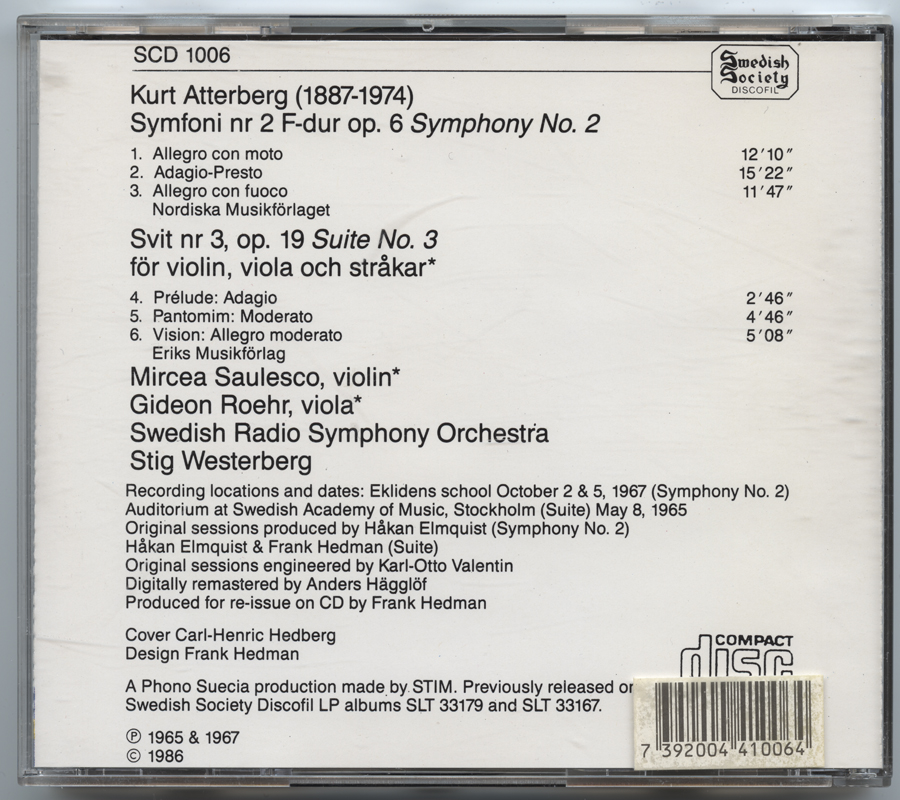 SCD 1006
Swedish
Society
DISCOFIL
Kurt Atterberg (1887-1974)
Symfoni nr 2 F-dur op. 6 Symphony No. 2
1. Allegro con moto 12′10″
2. Adagio-Presto 15′22″
3. Allegro con fuoco 11′47″
Nordiska Musikförlaget
Svit nr 3, op. 19 Suite No. 3
för violin, viola och stråkar*
4. Prélude: Adagio 2′46″
5. Pantomim: Moderato 4′46″
6. Vision: Allegro moderato 5′08″
Eriks Musikförlag
Mircea Saulesco, violin*
Gideon Roehr, viola*
Swedish Radio Symphony Orchestra
Stig Westerberg
Recording locations and dates: Eklidens school October 2 & 5, 1967 (Symphony No. 2)
Auditorium at Swedish Academy of Music, Stockholm (Suite) May 8, 1965
Original sessions produced by Håkan Elmquist (Symphony No. 2)
Håkan Elmquist & Frank Hedman (Suite)
Original sessions engineered by Karl-Otto Valentin
Digitally remastered by Anders Hägglöf
Produced for re-issue on CD by Frank Hedman
Cover Carl-Henric Hedberg
Design Frank Hedman
COMPACT
disc
A Phono Suecia production made by STIM. Previously released on
Swedish Society Discofil LP albums SLT 33179 and SLT 33167.
℗ 1965 & 1967
© 1986
7 392004 410064